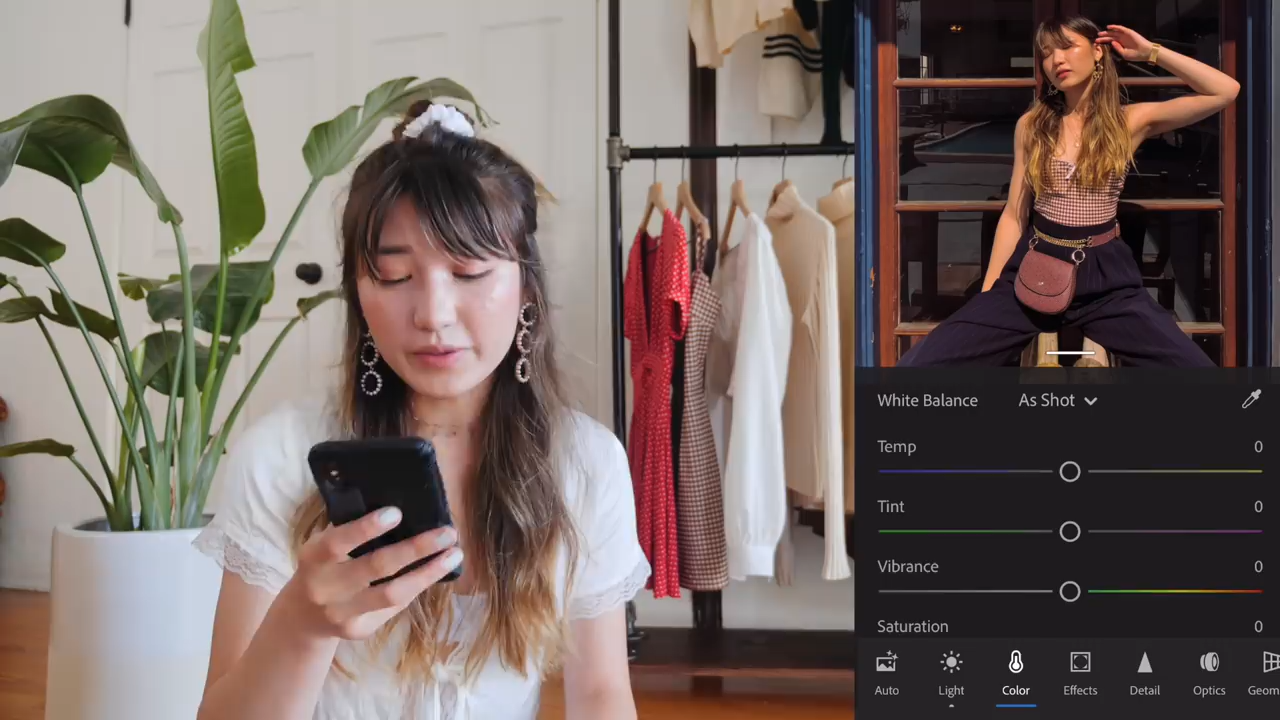 White Balance As Shot
Temp 0
Tint 0
Vibrance 0
Saturation 0
Auto Light Color Effects Detail Optics Geom